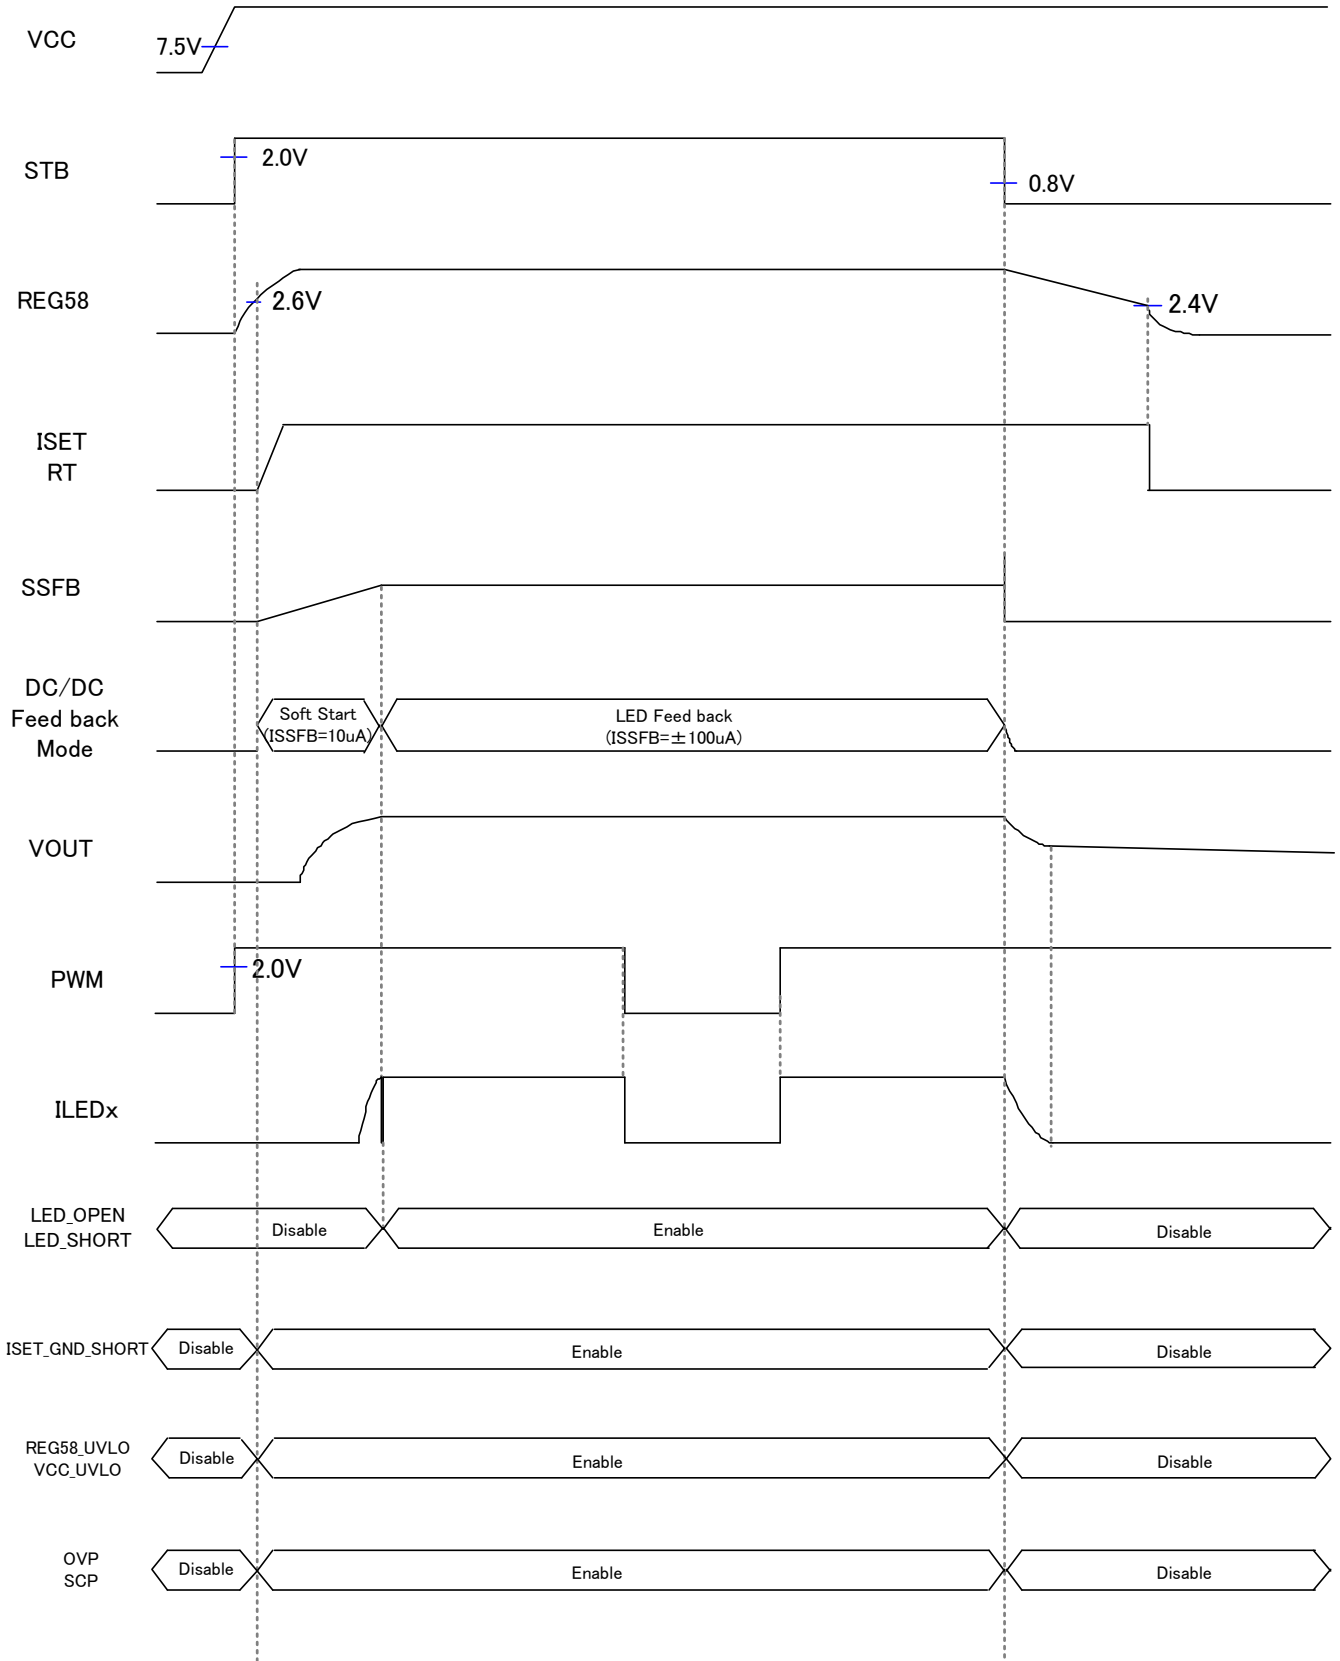 VCC
7.5V
STB
2.0V
0.8V
REG58
2.6V
2.4V
ISET
RT
SSFB
DC/DC
Feed back
Mode
Soft Start
(ISSFB=10uA)
LED Feed back
(ISSFB=±100uA)
VOUT
PWM
2.0V
ILEDx
LED_OPEN
LED_SHORT
Disable
Enable
Disable
ISET_GND_SHORT
Disable
Enable
Disable
REG58_UVLO
VCC_UVLO
Disable
Enable
Disable
OVP
SCP
Disable
Enable
Disable